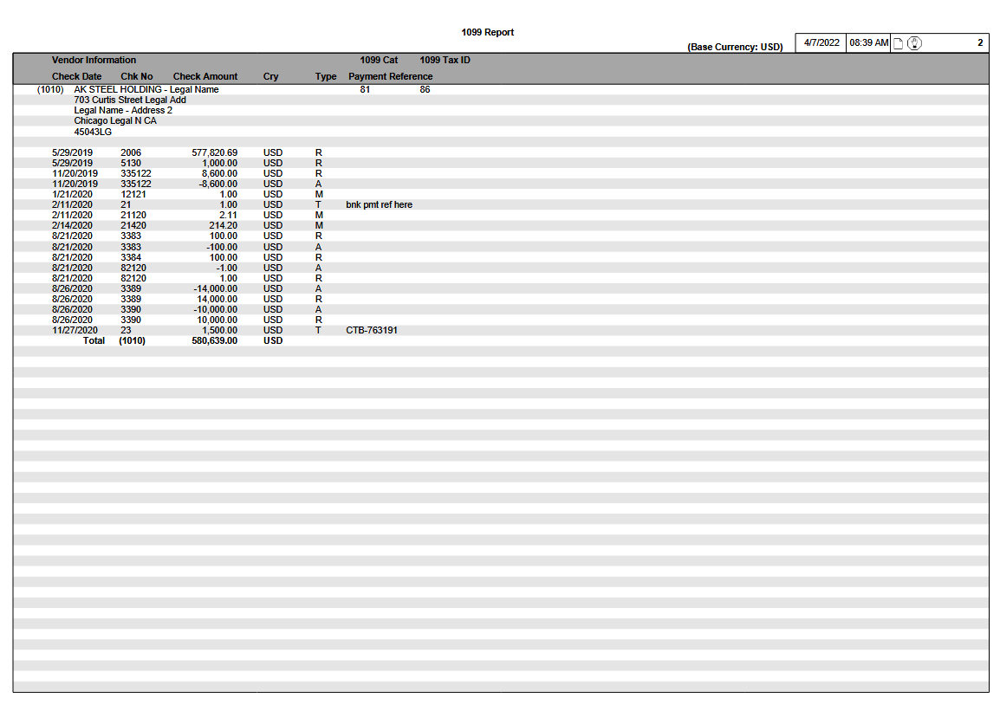 1099 Report
(Base Currency: USD) 4/7/2022 08:39 AM 2
Vendor Information 1099 Cat 1099 Tax ID
Check Date Chk No Check Amount Cry Type Payment Reference
(1010) AK STEEL HOLDING - Legal Name 81 86
703 Curtis Street Legal Add
Legal Name - Address 2
Chicago Legal N CA
45043LG
5/29/2019 2006 577,820.69 USD R
5/29/2019 5130 1,000.00 USD R
11/20/2019 335122 8,600.00 USD R
11/20/2019 335122 -8,600.00 USD A
1/21/2020 12121 1.00 USD M
2/11/2020 21 1.00 USD T bnk pmt ref here
2/11/2020 21120 2.11 USD M
2/14/2020 21420 214.20 USD M
8/21/2020 3383 100.00 USD R
8/21/2020 3383 -100.00 USD A
8/21/2020 3384 100.00 USD R
8/21/2020 82120 -1.00 USD A
8/21/2020 82120 1.00 USD R
8/26/2020 3389 -14,000.00 USD A
8/26/2020 3389 14,000.00 USD R
8/26/2020 3390 -10,000.00 USD A
8/26/2020 3390 10,000.00 USD R
11/27/2020 23 1,500.00 USD T CTB-763191
Total (1010) 580,639.00 USD